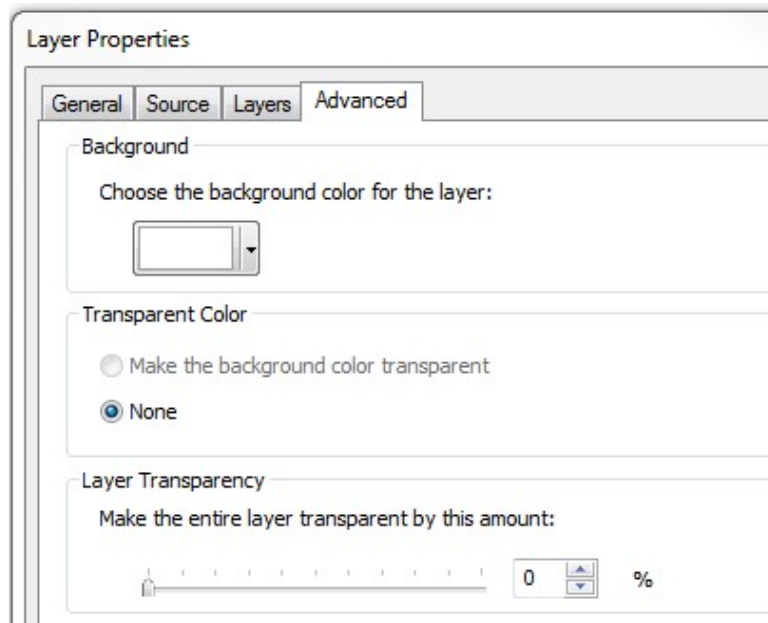 Layer Properties
General Source Layers Advanced
Background
Choose the background color for the layer:
Transparent Color
Make the background color transparent
None
Layer Transparency
Make the entire layer transparent by this amount:
0 %